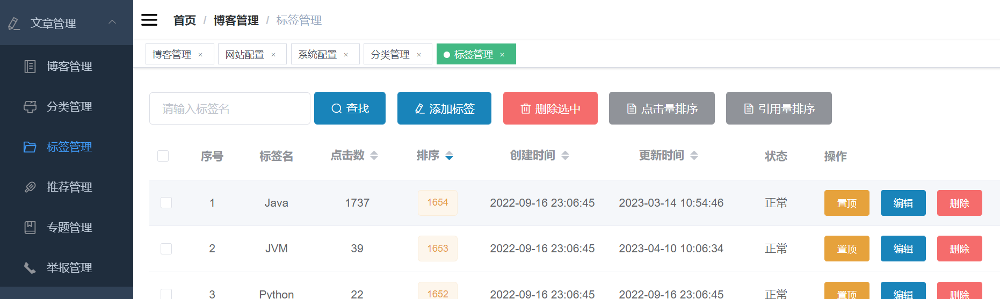 文章管理
博客管理
分类管理
标签管理
推荐管理
专题管理
举报管理
首页 / 博客管理 / 标签管理
博客管理 × 网站配置 × 系统配置 × 分类管理 × 标签管理 ×
请输入标签名 查找 添加标签 删除选中 点击量排序 引用量排序
序号 标签名 点击数 排序 创建时间 更新时间 状态 操作
1 Java 1737 1654 2022-09-16 23:06:45 2023-03-14 10:54:46 正常 置顶 编辑 删除
2 JVM 39 1653 2022-09-16 23:06:45 2023-04-10 10:06:34 正常 置顶 编辑 删除
3 Python 22 1652 2022-09-16 23:06:45 2022-09-16 23:06:45 正常 置顶 编辑 删除